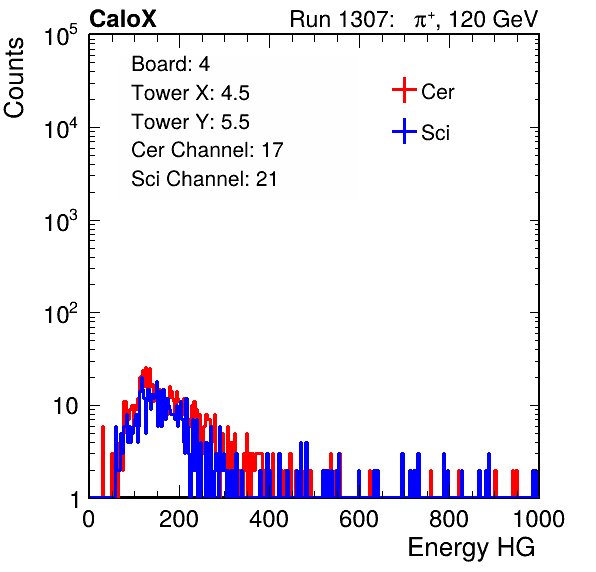 CaloX Run 1307: π⁺, 120 GeV
Counts
10⁵
10⁴
10³
10²
10
1
Board: 4
Tower X: 4.5
Tower Y: 5.5
Cer Channel: 17
Sci Channel: 21
Cer
Sci
0 200 400 600 800 1000
Energy HG